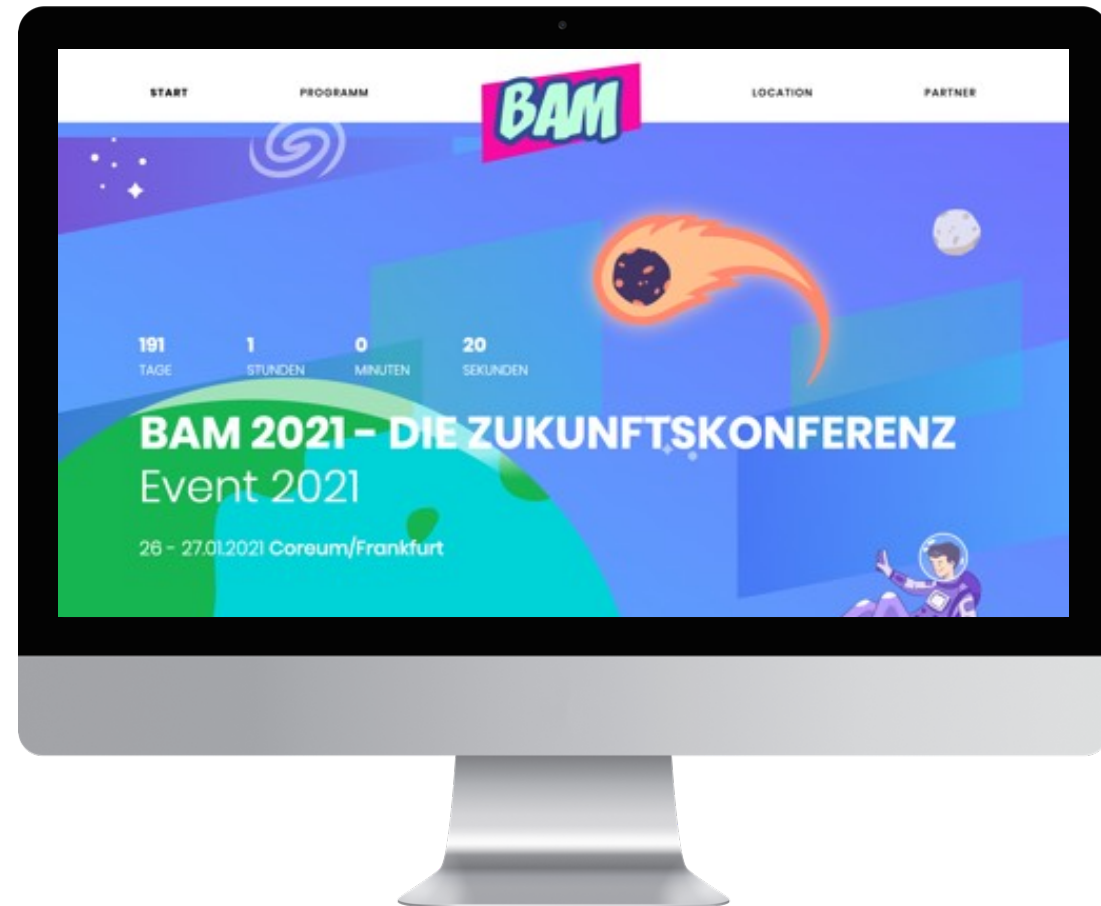 START
PROGRAMM
BAM
LOCATION
PARTNER
191
TAGE
1
STUNDEN
0
MINUTEN
20
SEKUNDEN
BAM 2021 - DIE ZUKUNFTSKONFERENZ
Event 2021
26 - 27.01.2021 Coreum/Frankfurt